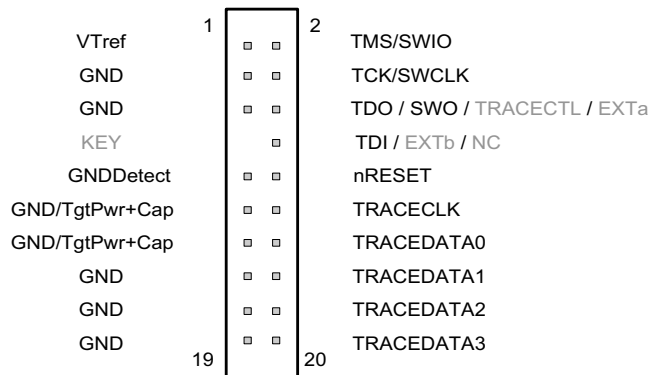 1 2
VTref TMS/SWIO
GND TCK/SWCLK
GND TDO / SWO / TRACECTL / EXTa
KEY TDI / EXTb / NC
GNDDetect nRESET
GND/TgtPwr+Cap TRACECLK
GND/TgtPwr+Cap TRACEDATA0
GND TRACEDATA1
GND TRACEDATA2
GND TRACEDATA3
19 20